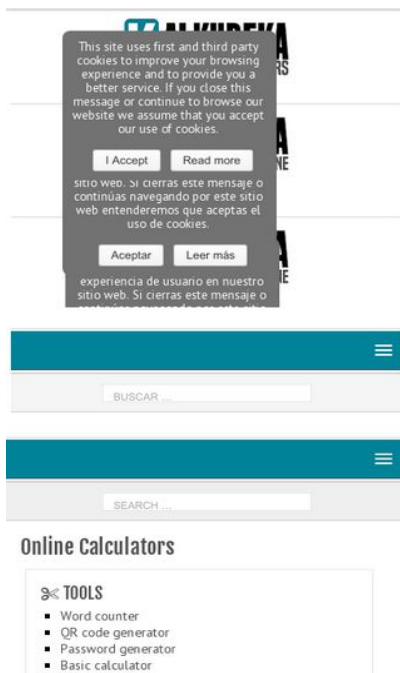 ALKUREKA
RS
This site uses first and third party
cookies to improve your browsing
experience and to provide you a
better service. If you close this
message or continue to browse our
website we assume that you accept
our use of cookies.
A
NE
I Accept Read more
sitio web. Si cierras este mensaje o
continúas navegando por este sitio
web entenderemos que aceptas el
uso de cookies.
A
NE
Aceptar Leer más
experiencia de usuario en nuestro
sitio web. Si cierras este mensaje o
BUSCAR ...
SEARCH ...
Online Calculators
TOOLS
Word counter
QR code generator
Password generator
Basic calculator